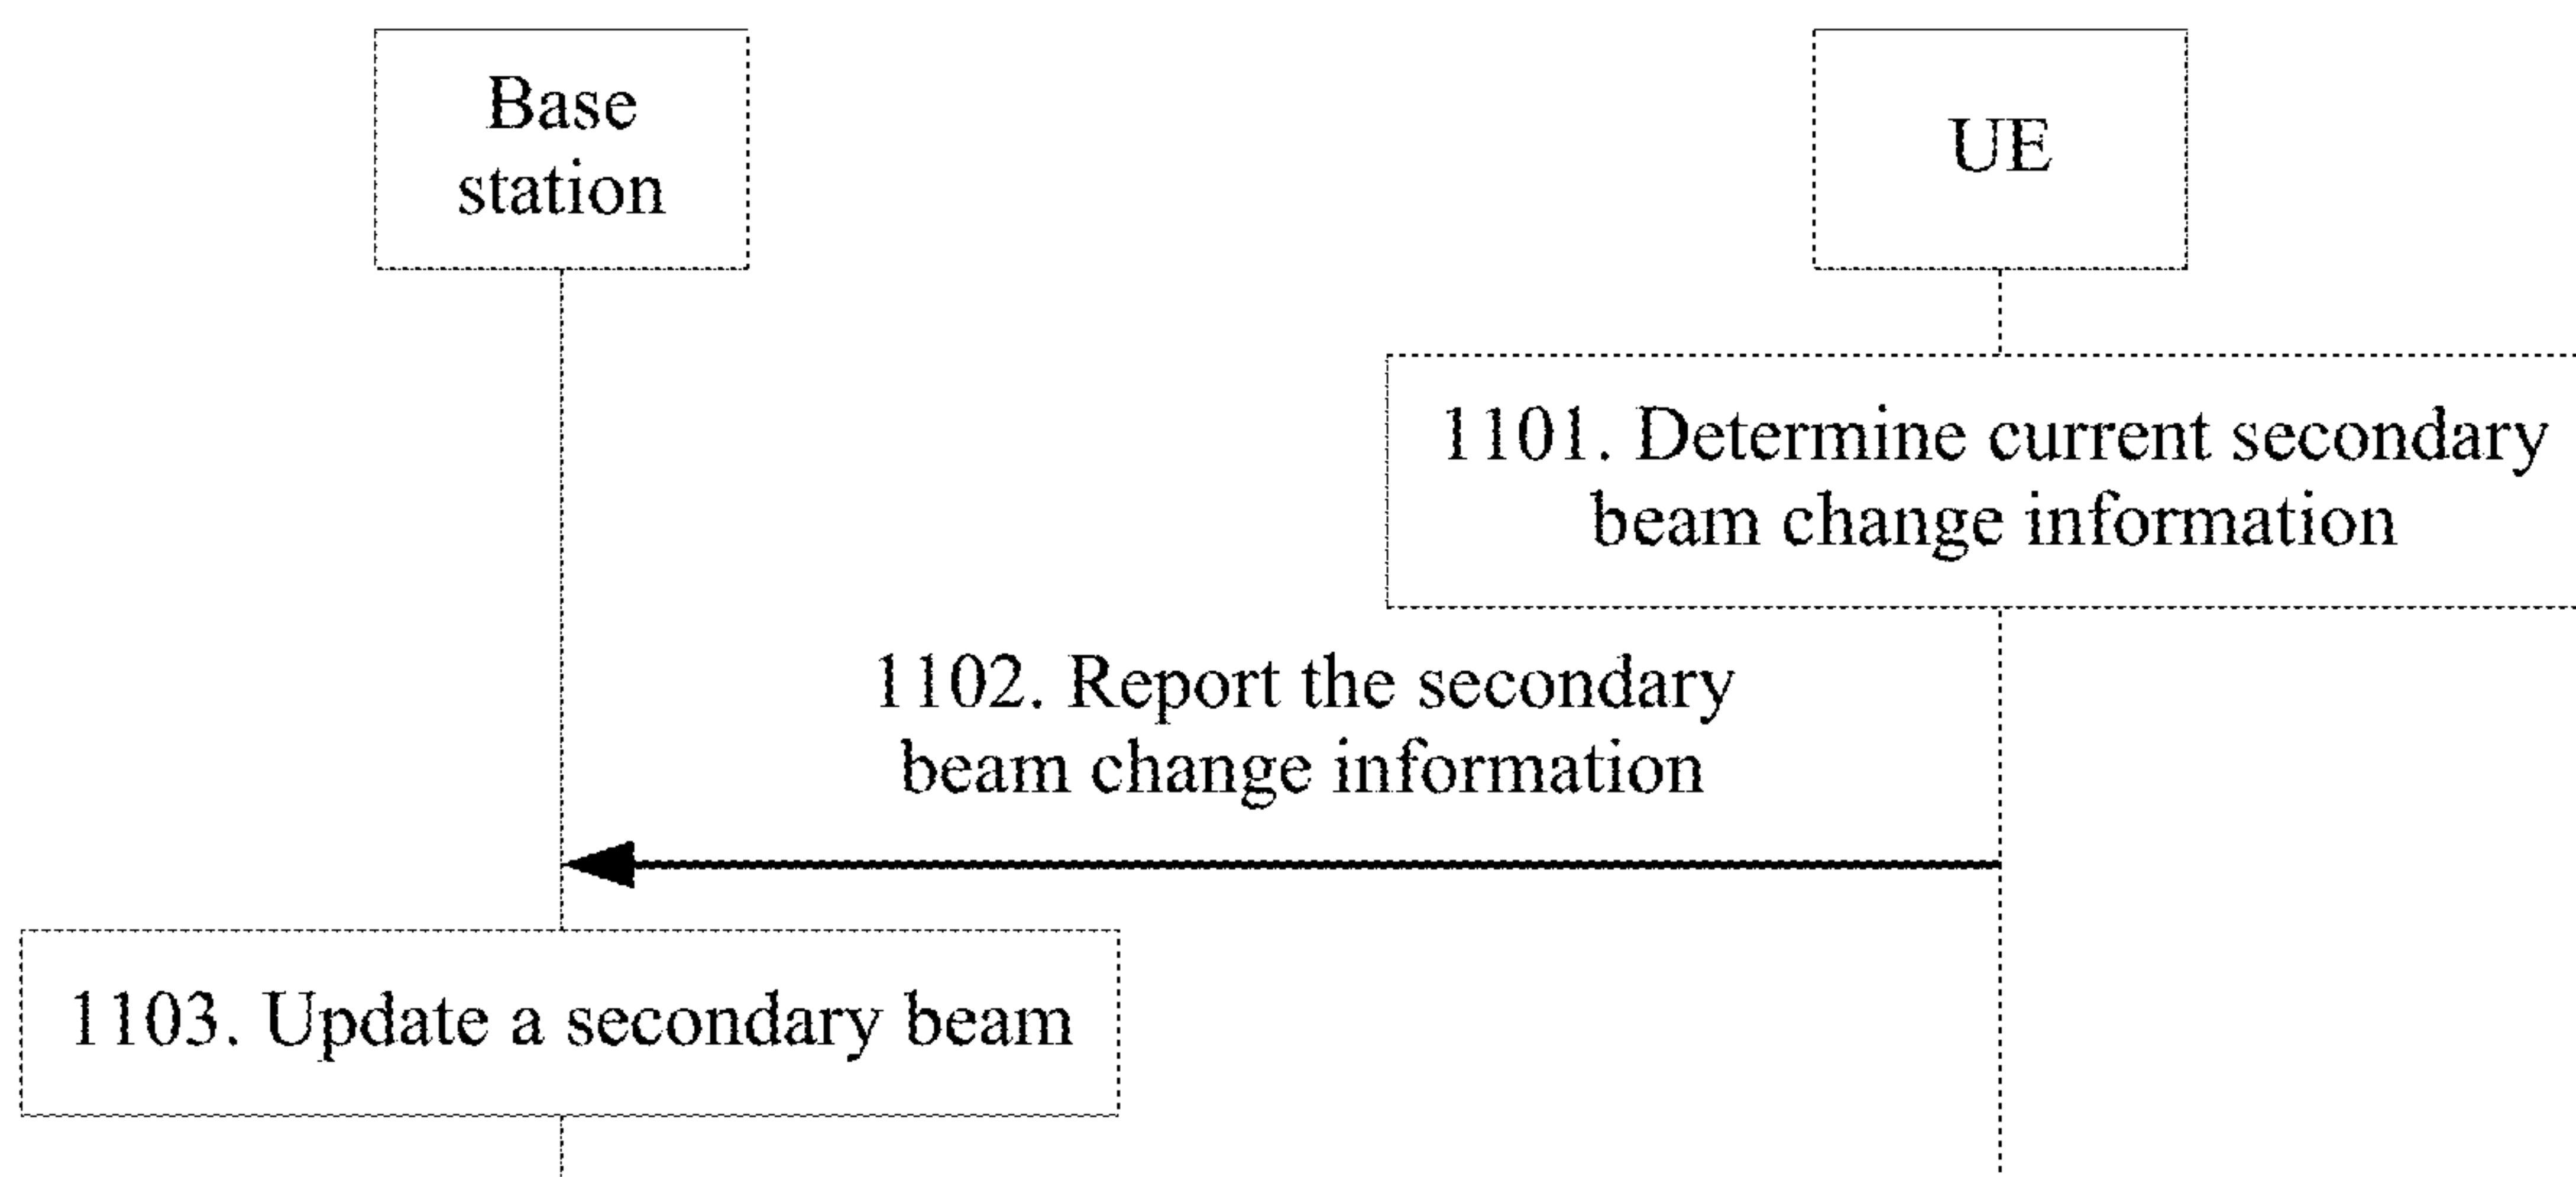 Base
station
UE
1101. Determine current secondary
beam change information
1102. Report the secondary
beam change information
1103. Update a secondary beam